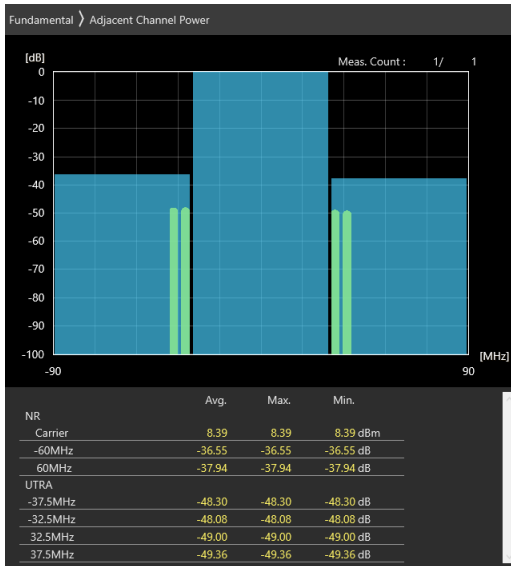 Fundamental ❭ Adjacent Channel Power
[dB] Meas. Count : 1/ 1
0
-10
-20
-30
-40
-50
-60
-70
-80
-90
-100 [MHz]
-90 90
Avg. Max. Min.
NR
Carrier 8.39 8.39 8.39 dBm
-60MHz -36.55 -36.55 -36.55 dB
60MHz -37.94 -37.94 -37.94 dB
UTRA
-37.5MHz -48.30 -48.30 -48.30 dB
-32.5MHz -48.08 -48.08 -48.08 dB
32.5MHz -49.00 -49.00 -49.00 dB
37.5MHz -49.36 -49.36 -49.36 dB